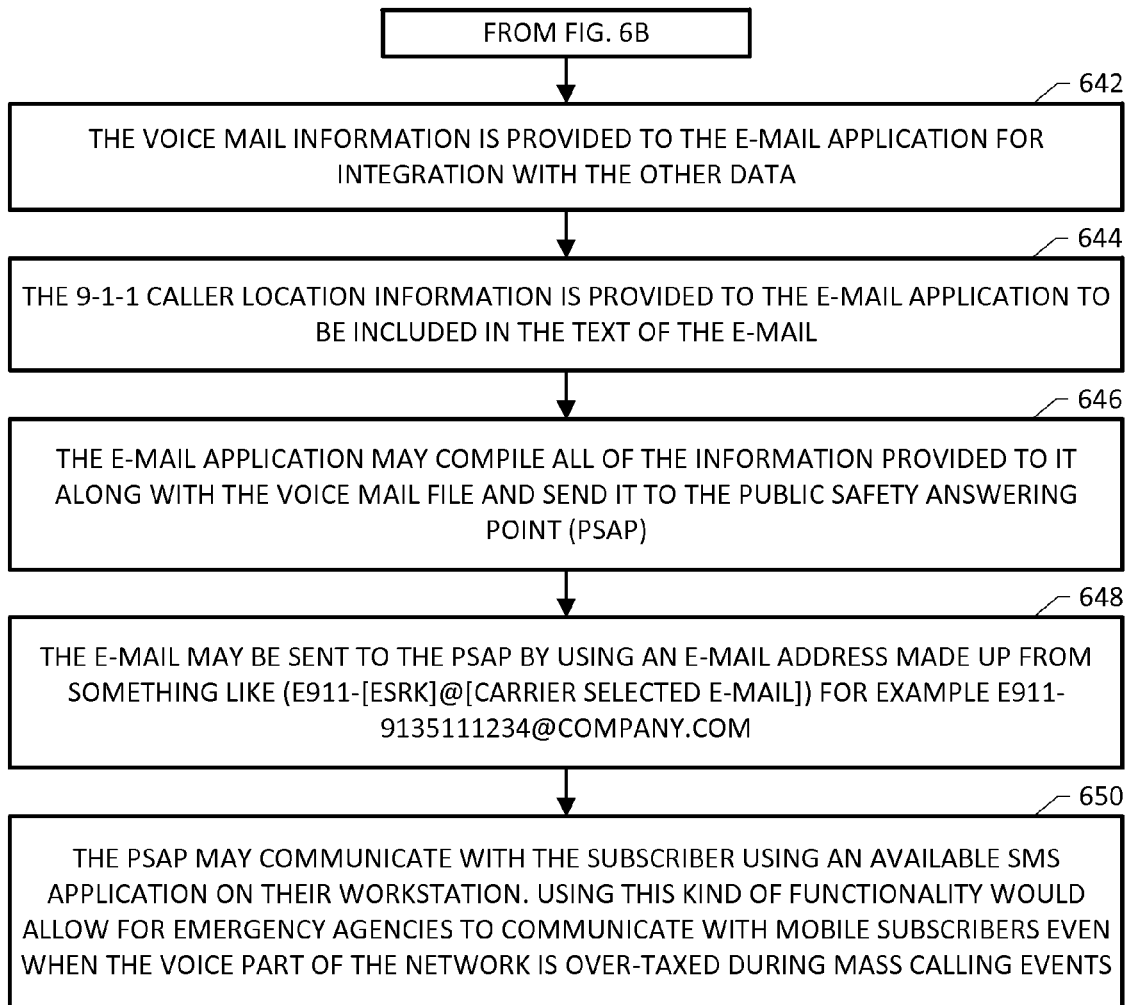 FROM FIG. 6B
642
THE VOICE MAIL INFORMATION IS PROVIDED TO THE E-MAIL APPLICATION FOR
INTEGRATION WITH THE OTHER DATA
644
THE 9-1-1 CALLER LOCATION INFORMATION IS PROVIDED TO THE E-MAIL APPLICATION TO
BE INCLUDED IN THE TEXT OF THE E-MAIL
646
THE E-MAIL APPLICATION MAY COMPILE ALL OF THE INFORMATION PROVIDED TO IT
ALONG WITH THE VOICE MAIL FILE AND SEND IT TO THE PUBLIC SAFETY ANSWERING
POINT (PSAP)
648
THE E-MAIL MAY BE SENT TO THE PSAP BY USING AN E-MAIL ADDRESS MADE UP FROM
SOMETHING LIKE (E911-[ESRK]@[CARRIER SELECTED E-MAIL]) FOR EXAMPLE E911-
9135111234@COMPANY.COM
650
THE PSAP MAY COMMUNICATE WITH THE SUBSCRIBER USING AN AVAILABLE SMS
APPLICATION ON THEIR WORKSTATION. USING THIS KIND OF FUNCTIONALITY WOULD
ALLOW FOR EMERGENCY AGENCIES TO COMMUNICATE WITH MOBILE SUBSCRIBERS EVEN
WHEN THE VOICE PART OF THE NETWORK IS OVER-TAXED DURING MASS CALLING EVENTS